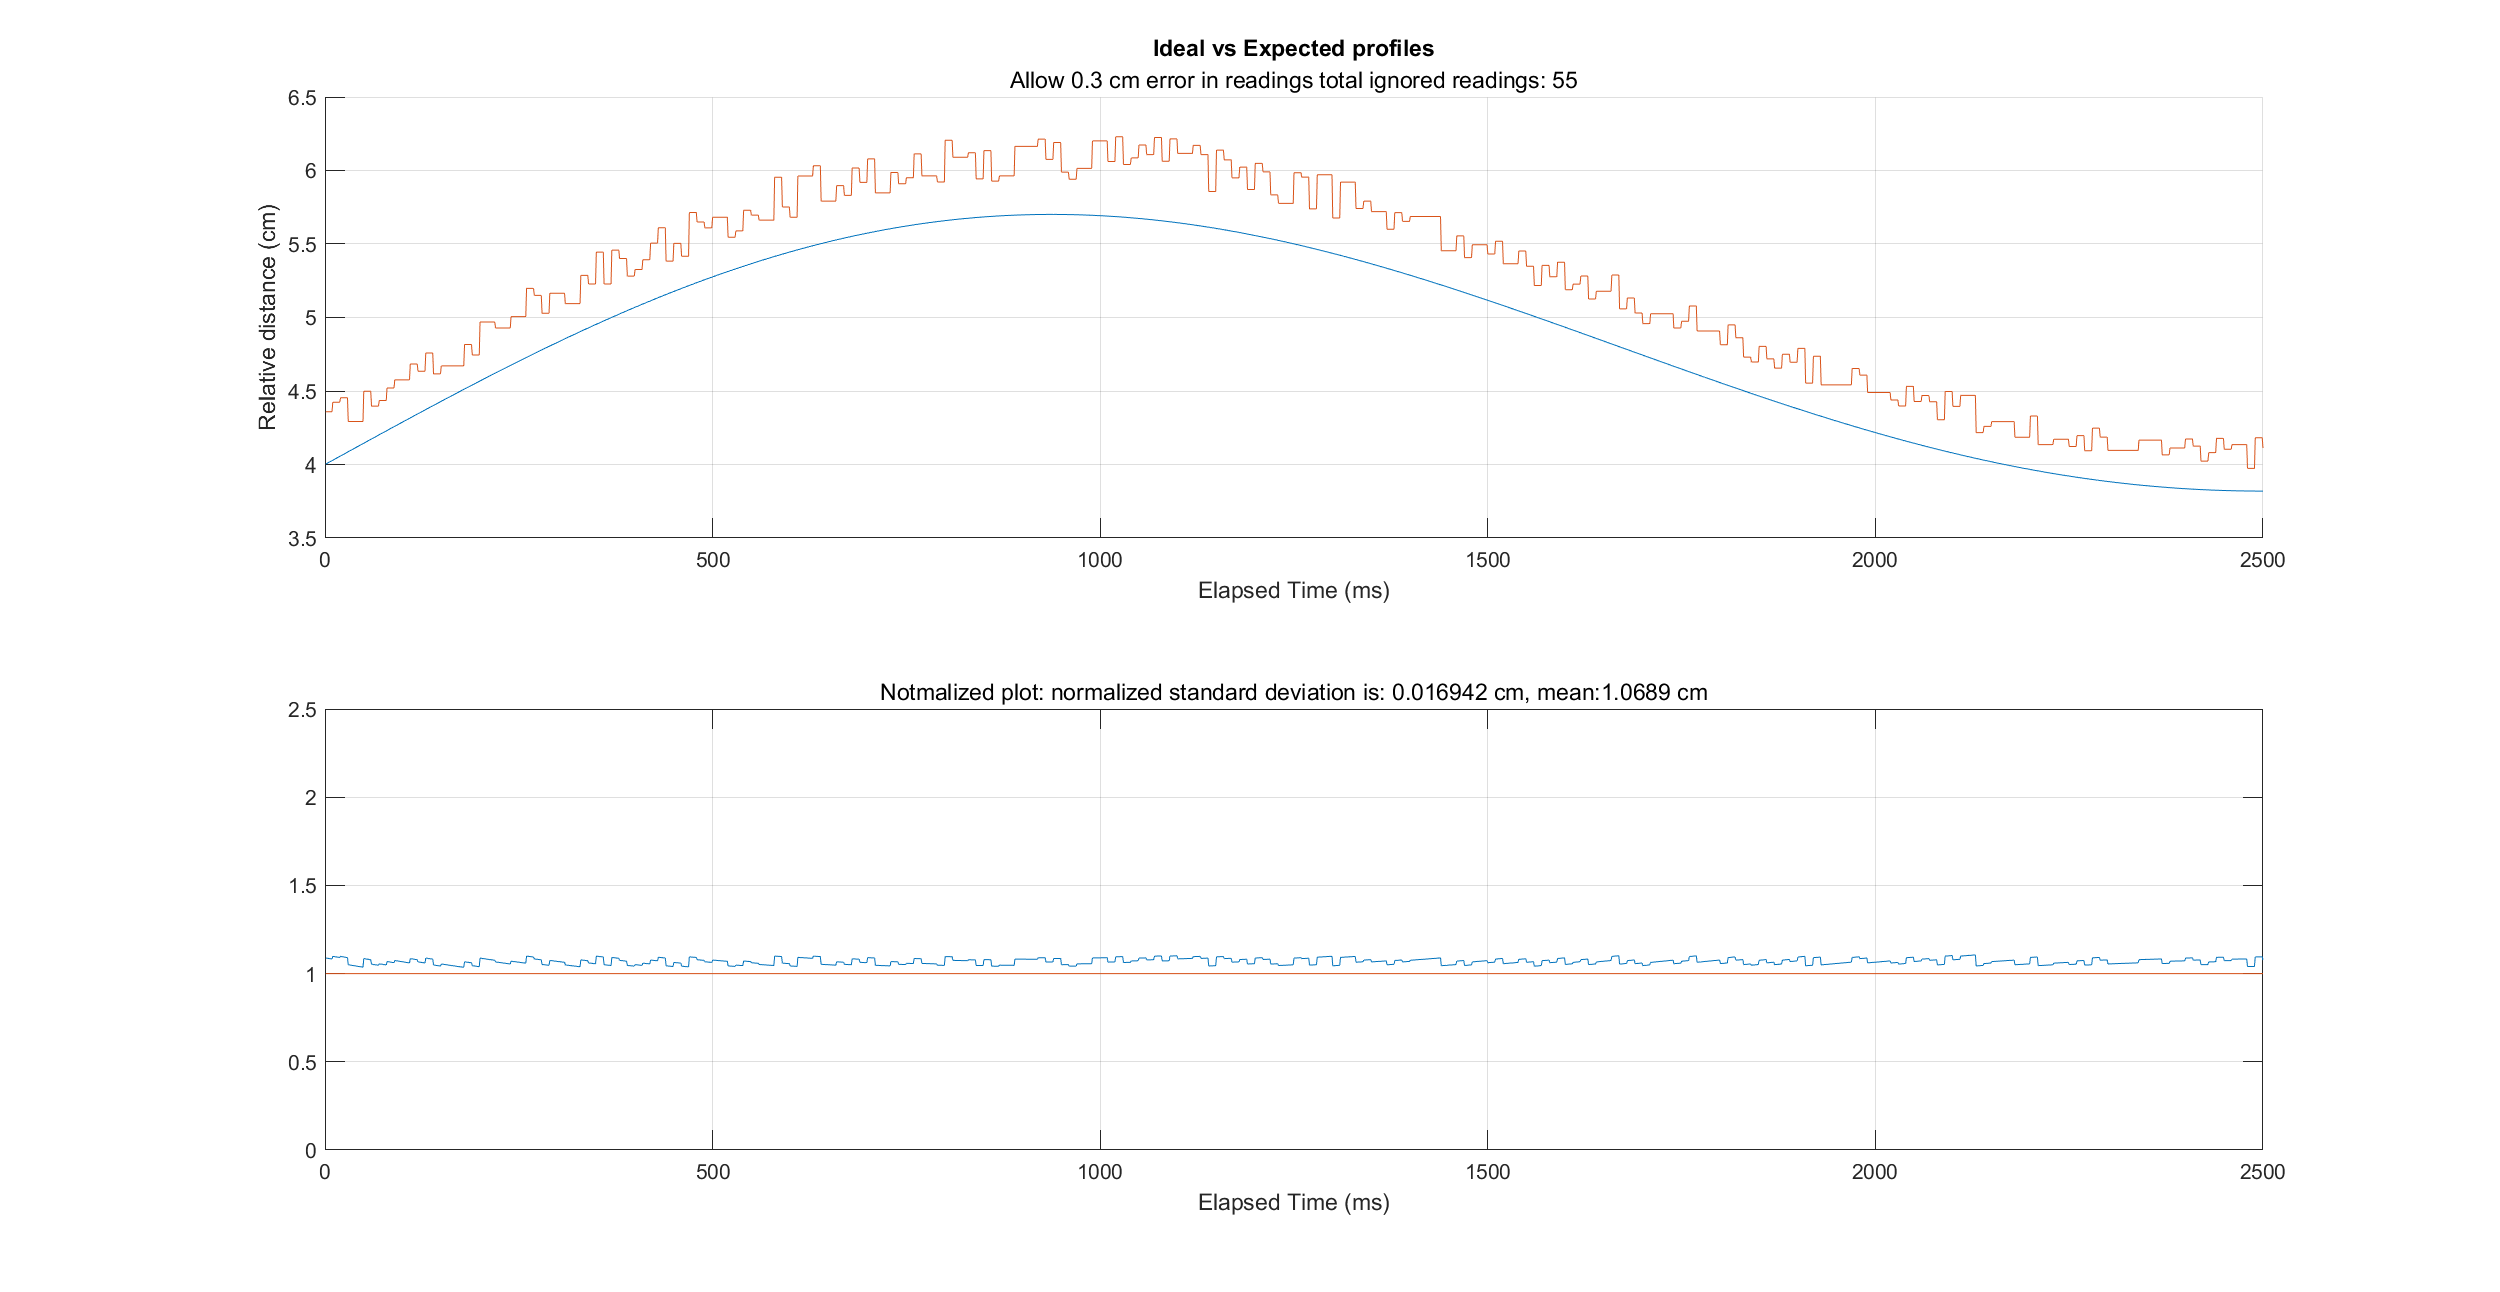 Ideal vs Expected profiles
Allow 0.3 cm error in readings total ignored readings: 55
6.5
6
5.5
5
4.5
4
3.5
Relative distance (cm)
0 500 1000 1500 2000 2500
Elapsed Time (ms)
Notmalized plot: normalized standard deviation is: 0.016942 cm, mean:1.0689 cm
2.5
2
1.5
1
0.5
0
0 500 1000 1500 2000 2500
Elapsed Time (ms)